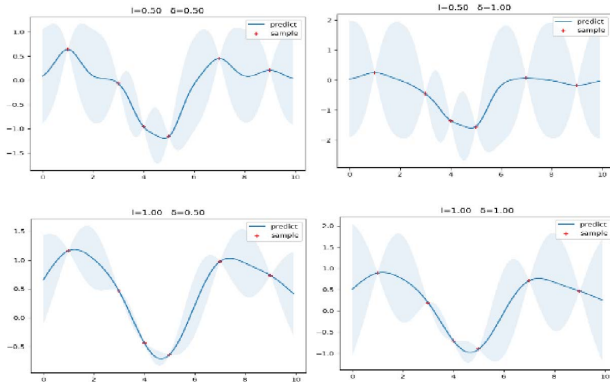 l=0.50 δ=0.50
predict
sample
1.0
0.5
0.0
−0.5
−1.0
−1.5
0 2 4 6 8 10
l=0.50 δ=1.00
predict
sample
2
1
0
−1
−2
0 2 4 6 8 10
l=1.00 δ=0.50
predict
sample
1.5
1.0
0.5
0.0
−0.5
0 2 4 6 8 10
l=1.00 δ=1.00
predict
sample
2.0
1.5
1.0
0.5
0.0
−0.5
−1.0
0 2 4 6 8 10